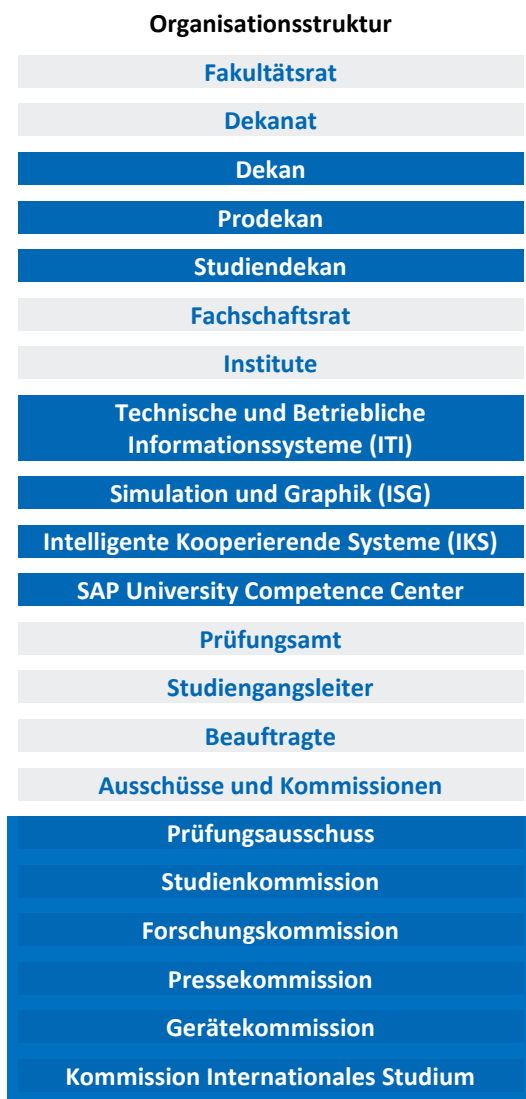 Organisationsstruktur
Fakultätsrat
Dekanat
Dekan
Prodekan
Studiendekan
Fachschaftsrat
Institute
Technische und Betriebliche
Informationssysteme (ITI)
Simulation und Graphik (ISG)
Intelligente Kooperierende Systeme (IKS)
SAP University Competence Center
Prüfungsamt
Studiengangsleiter
Beauftragte
Ausschüsse und Kommissionen
Prüfungsausschuss
Studienkommission
Forschungskommission
Pressekommission
Gerätekommission
Kommission Internationales Studium